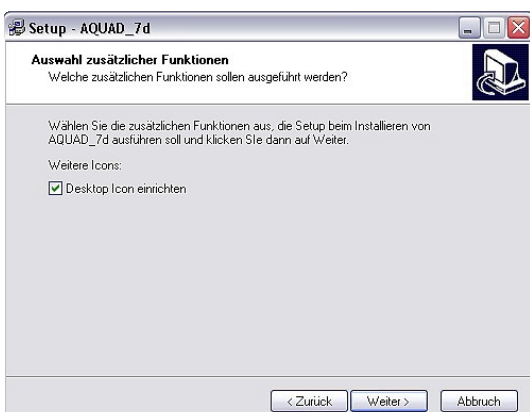 Setup - AQUAD_7d
Auswahl zusätzlicher Funktionen
Welche zusätzlichen Funktionen sollen ausgeführt werden?
Wählen Sie die zusätzlichen Funktionen aus, die Setup beim Installieren von
AQUAD_7d ausführen soll und klicken SIe dann auf Weiter.
Weitere Icons:
Desktop Icon einrichten
< Zurück Weiter > Abbruch